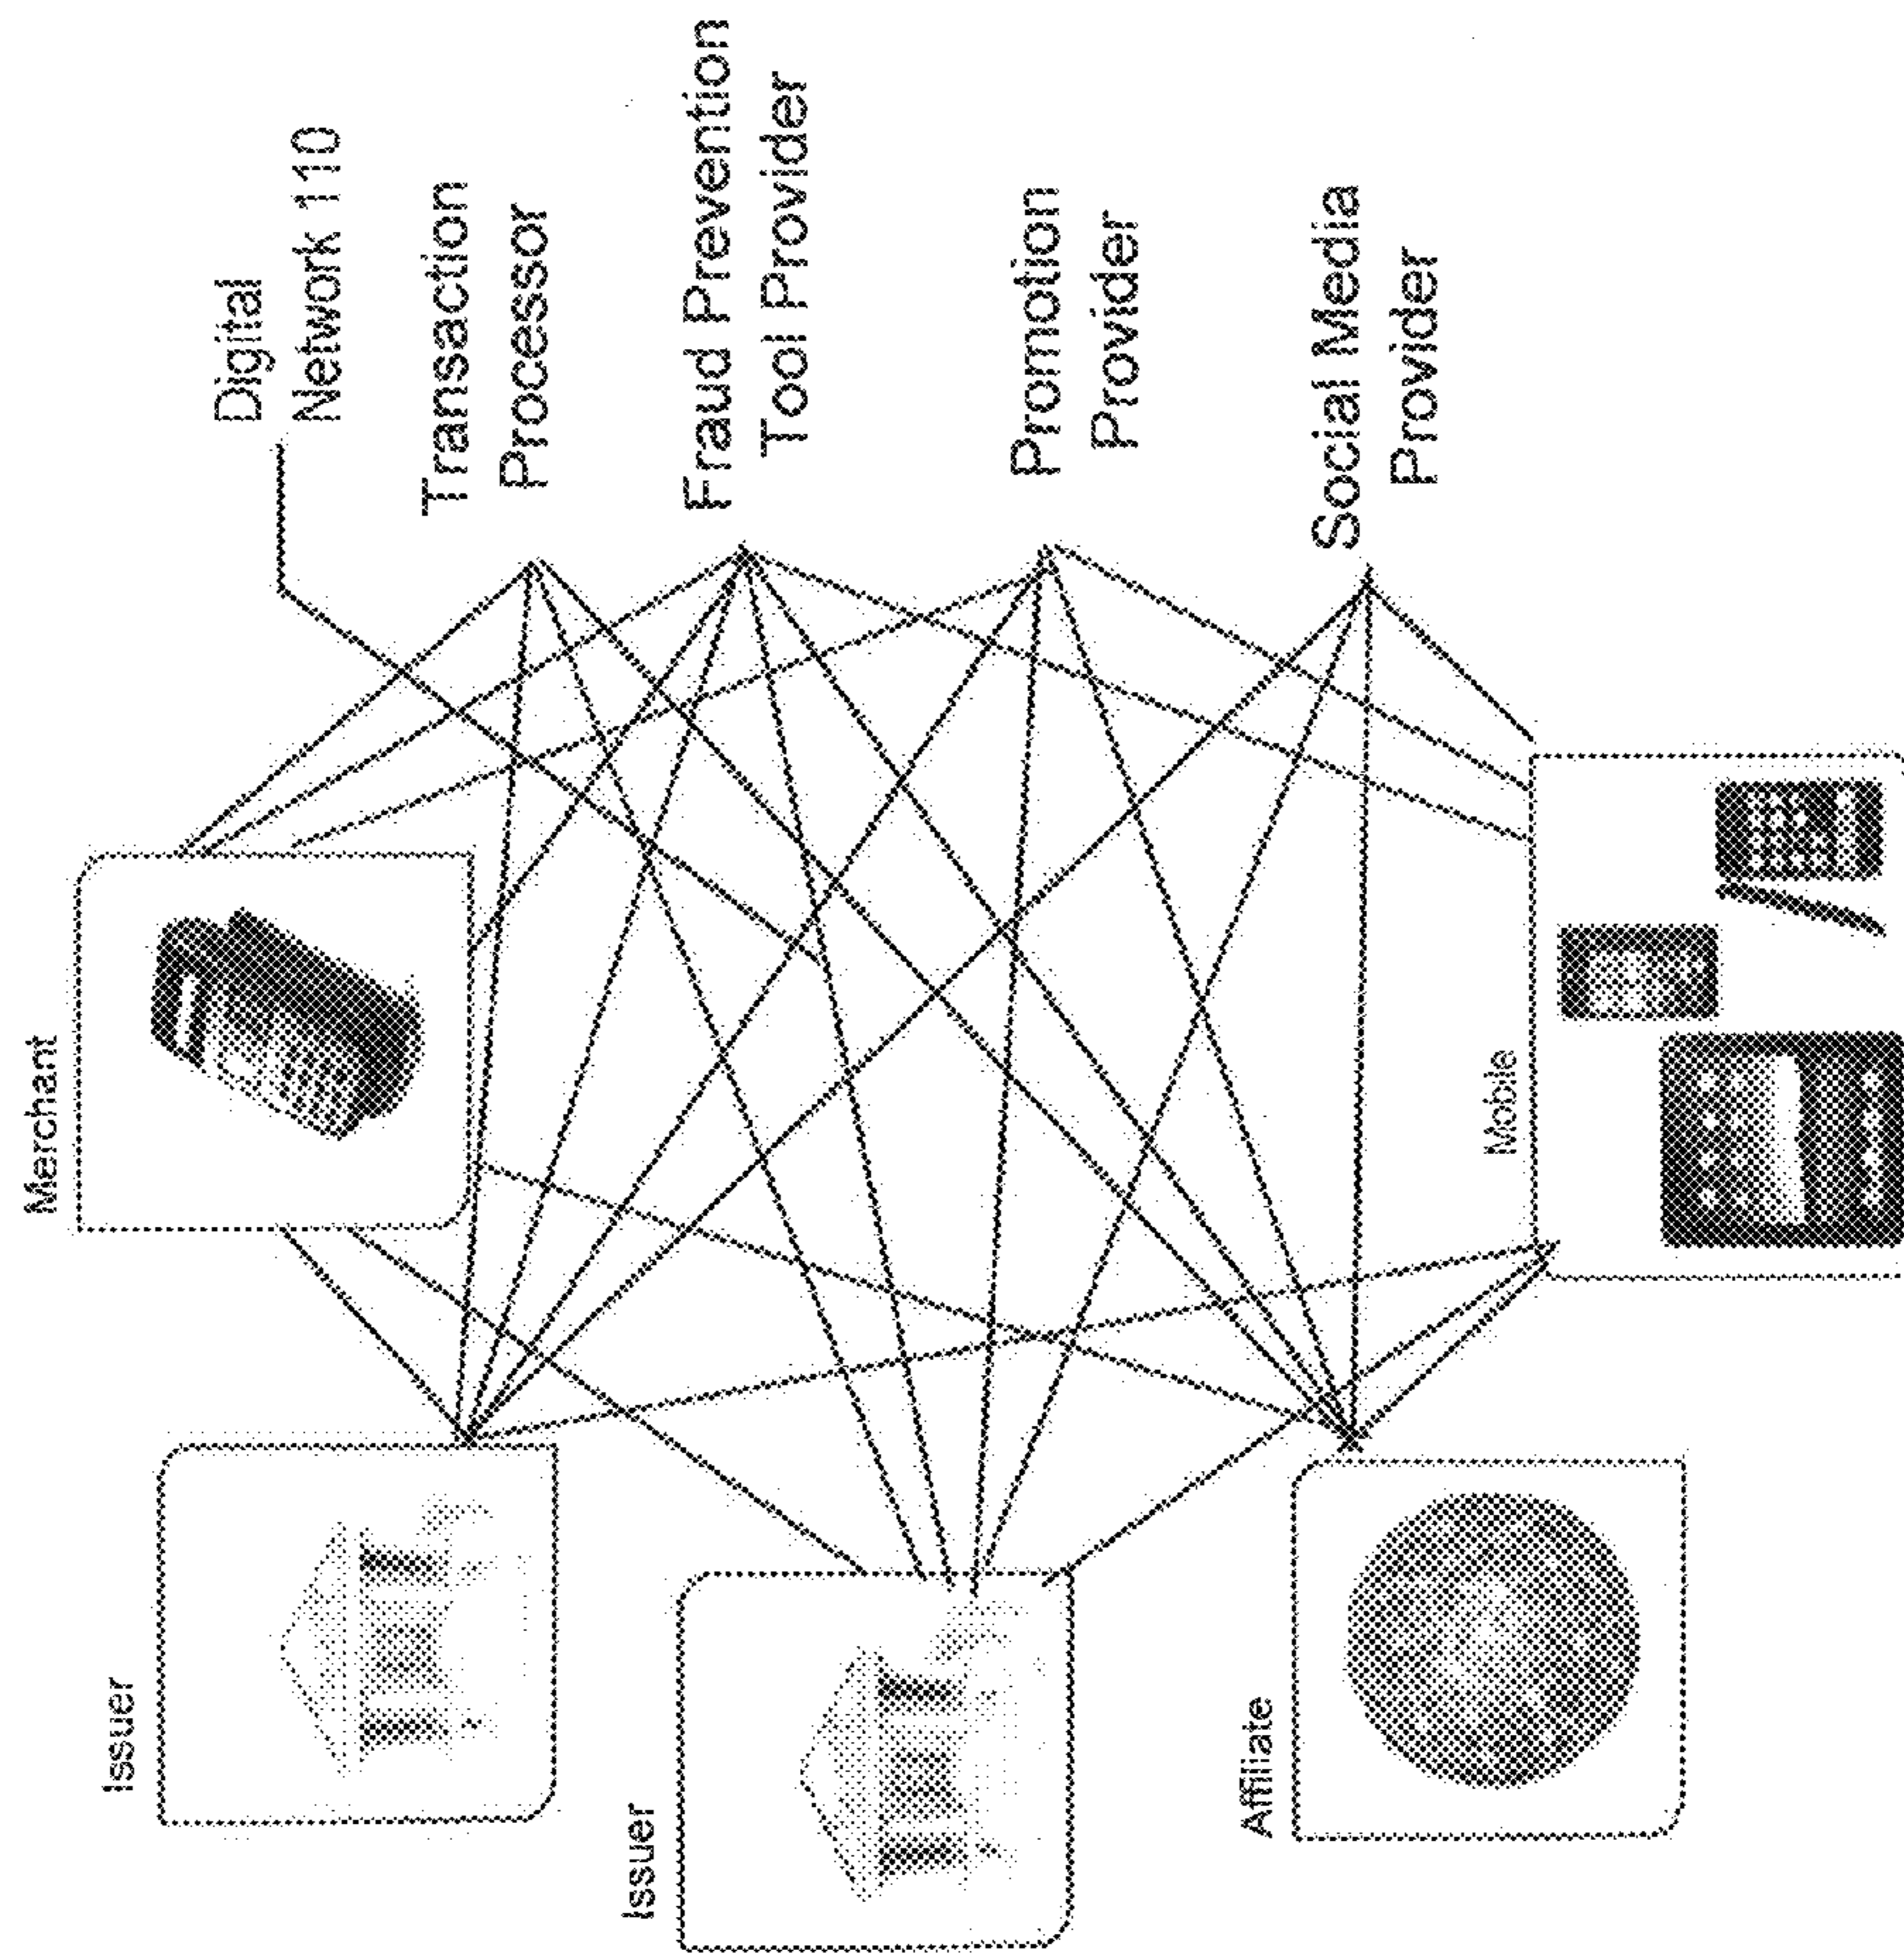 Issuer
Merchant
Digital
Network 110
Transaction
Processor
Fraud Prevention
Tool Provider
Issuer
Promotion
Provider
Social Media
Provider
Affiliate
Mobile